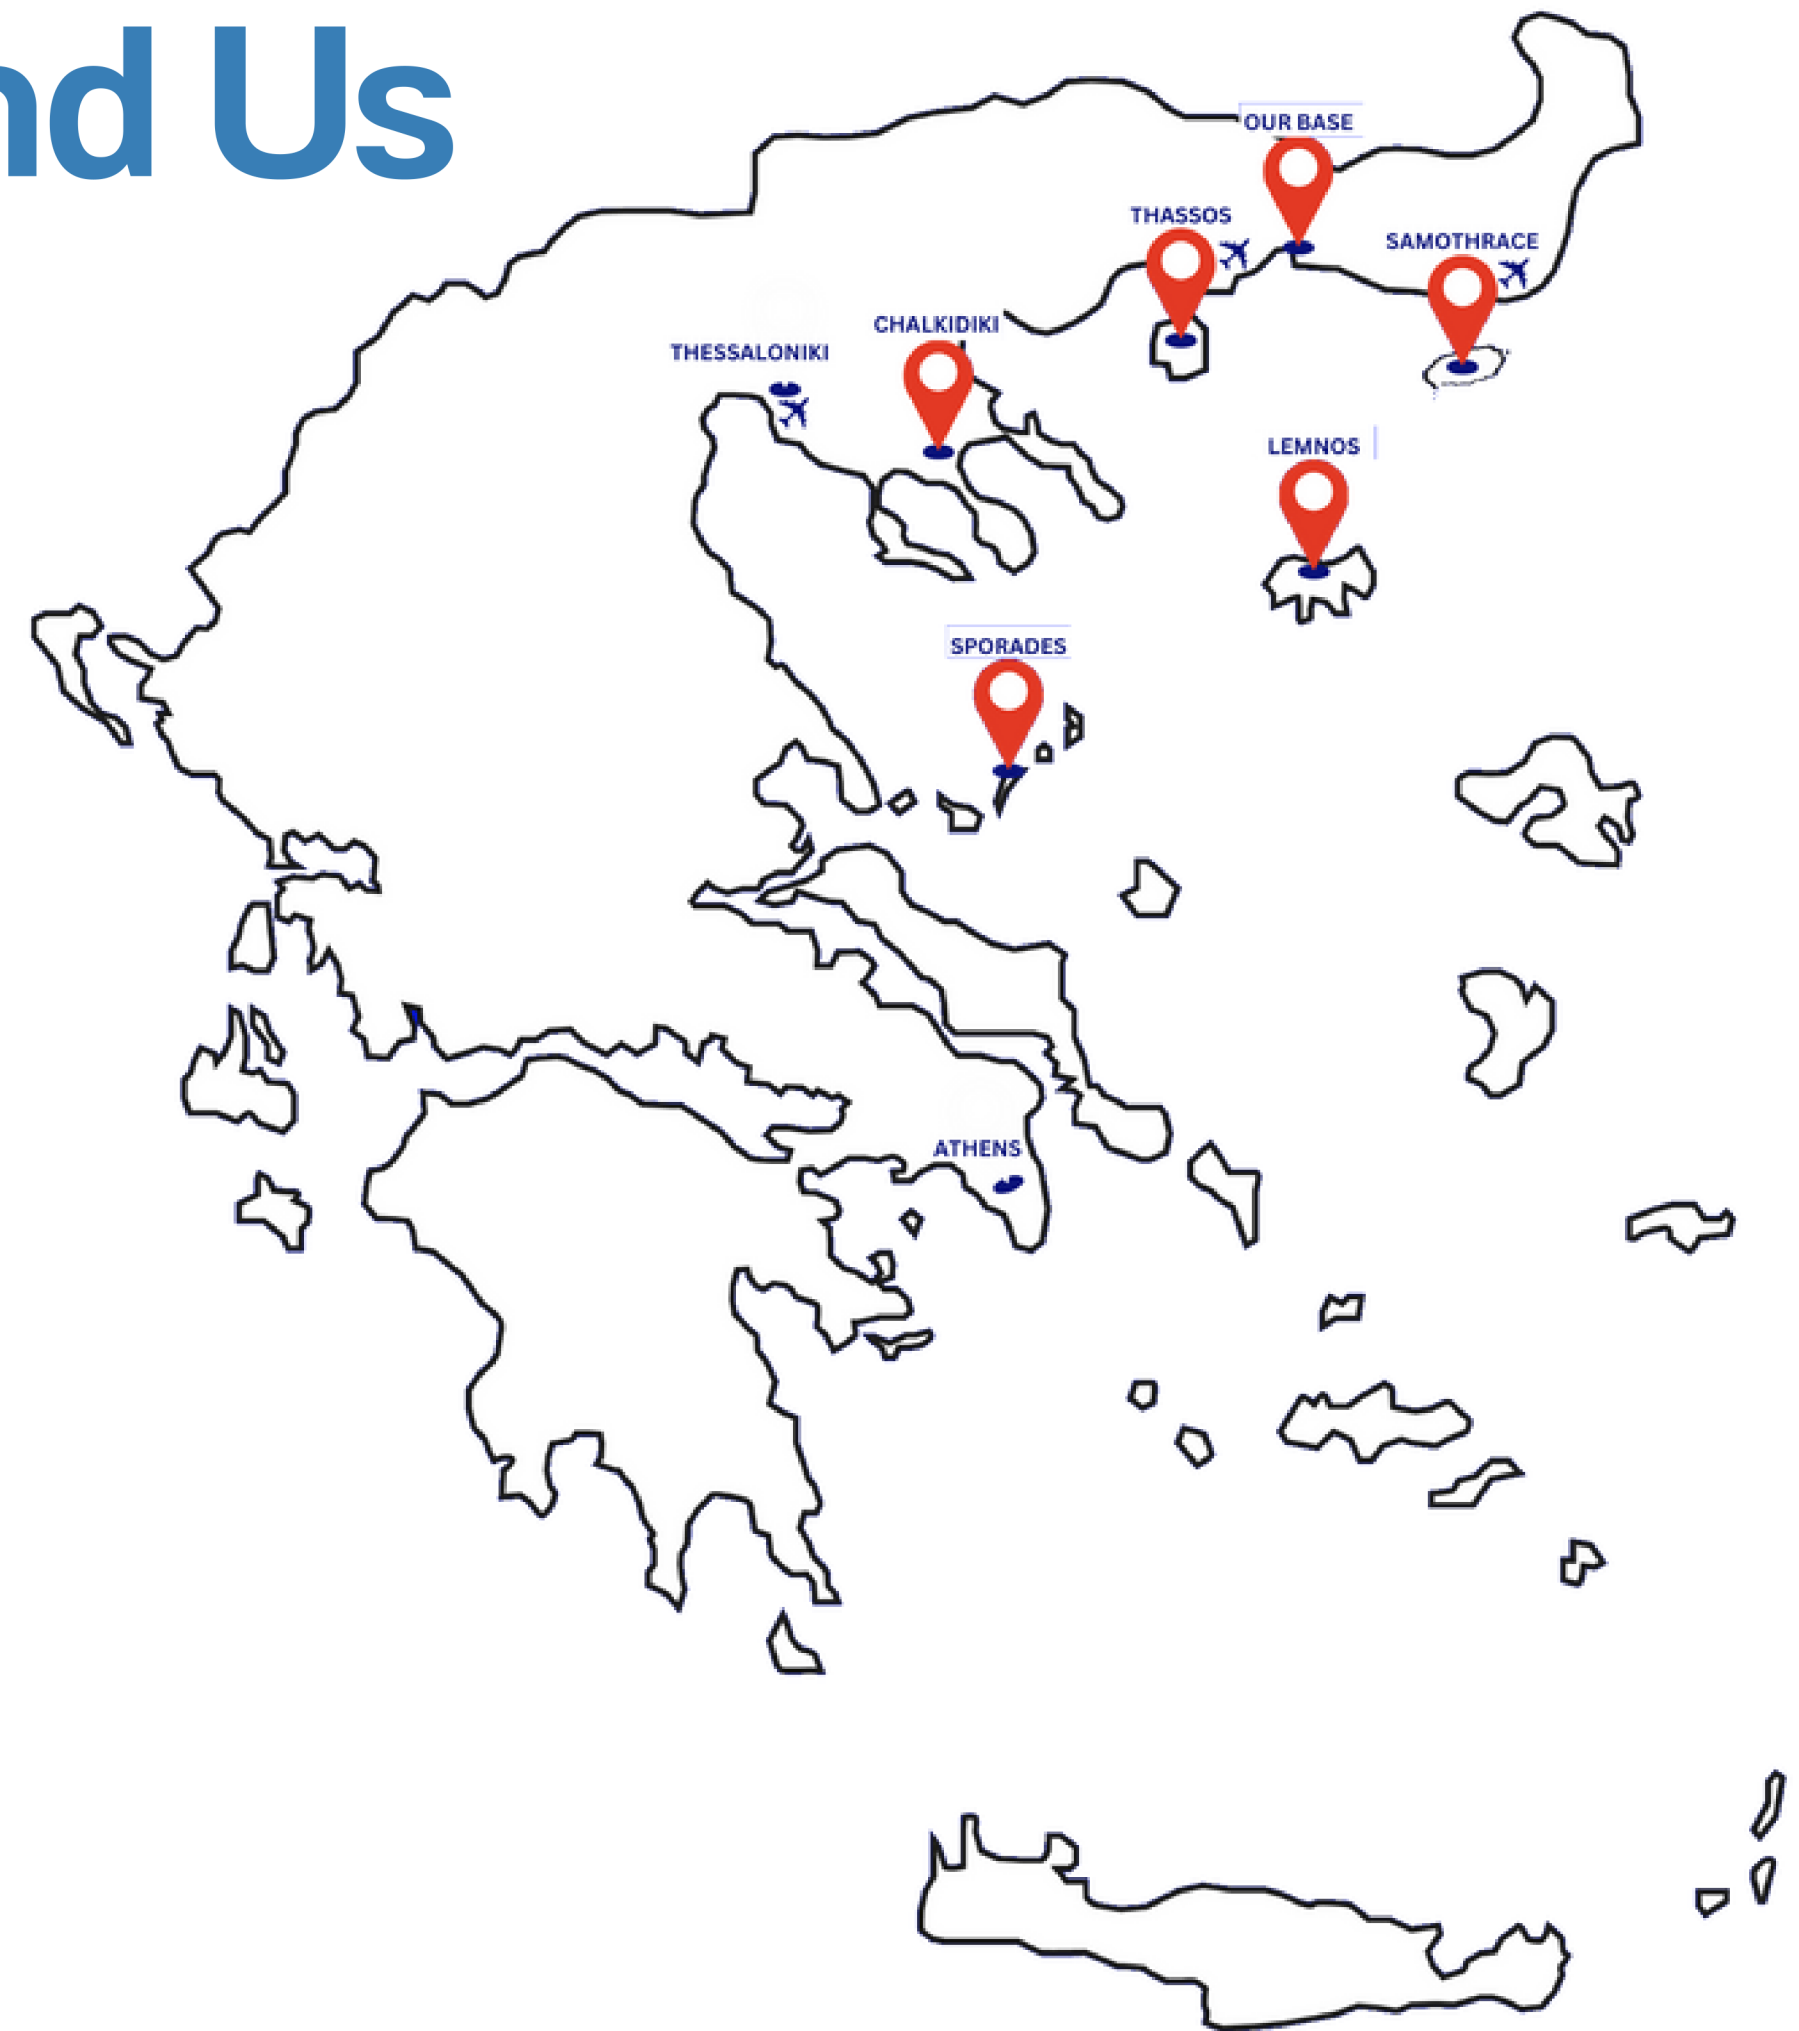 nd Us
OUR BASE
THASSOS
SAMOTHRACE
CHALKIDIKI
THESSALONIKI
LEMNOS
SPORADES
ATHENS